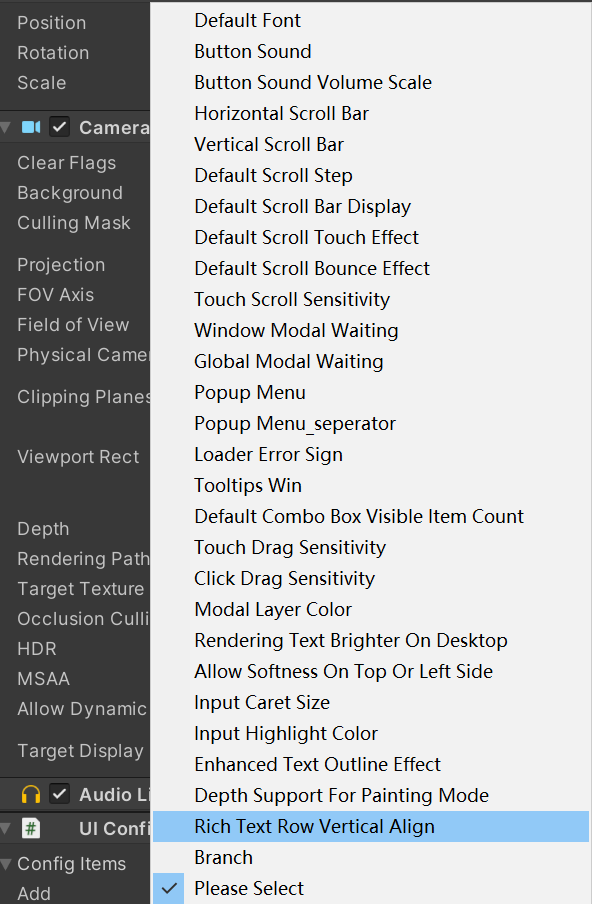 Position
Rotation
Scale
Camera
Clear Flags
Background
Culling Mask
Projection
FOV Axis
Field of View
Physical Camer
Clipping Planes
Viewport Rect
Depth
Rendering Path
Target Texture
Occlusion Culli
HDR
MSAA
Allow Dynamic
Target Display
Audio Li
#
UI Confi
Config Items
Add
Default Font
Button Sound
Button Sound Volume Scale
Horizontal Scroll Bar
Vertical Scroll Bar
Default Scroll Step
Default Scroll Bar Display
Default Scroll Touch Effect
Default Scroll Bounce Effect
Touch Scroll Sensitivity
Window Modal Waiting
Global Modal Waiting
Popup Menu
Popup Menu_seperator
Loader Error Sign
Tooltips Win
Default Combo Box Visible Item Count
Touch Drag Sensitivity
Click Drag Sensitivity
Modal Layer Color
Rendering Text Brighter On Desktop
Allow Softness On Top Or Left Side
Input Caret Size
Input Highlight Color
Enhanced Text Outline Effect
Depth Support For Painting Mode
Rich Text Row Vertical Align
Branch
Please Select